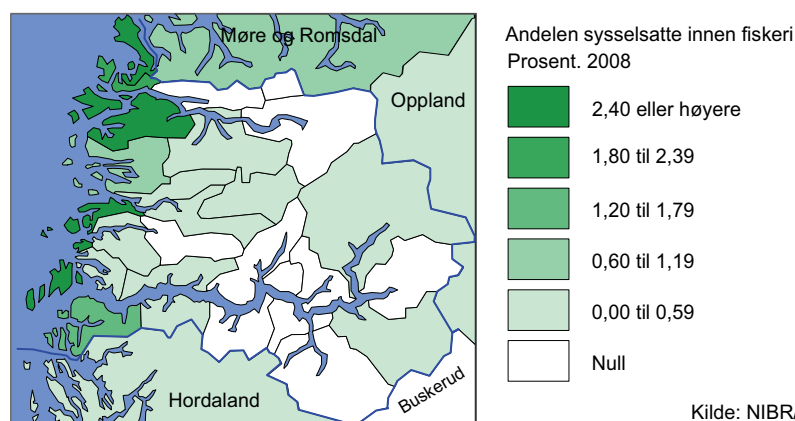 Møre og Romsdal
Oppland
Hordaland
Buskerud
Andelen sysselsatte innen fiskeri
Prosent. 2008
2,40 eller høyere
1,80 til 2,39
1,20 til 1,79
0,60 til 1,19
0,00 til 0,59
Null
Kilde: NIBR/